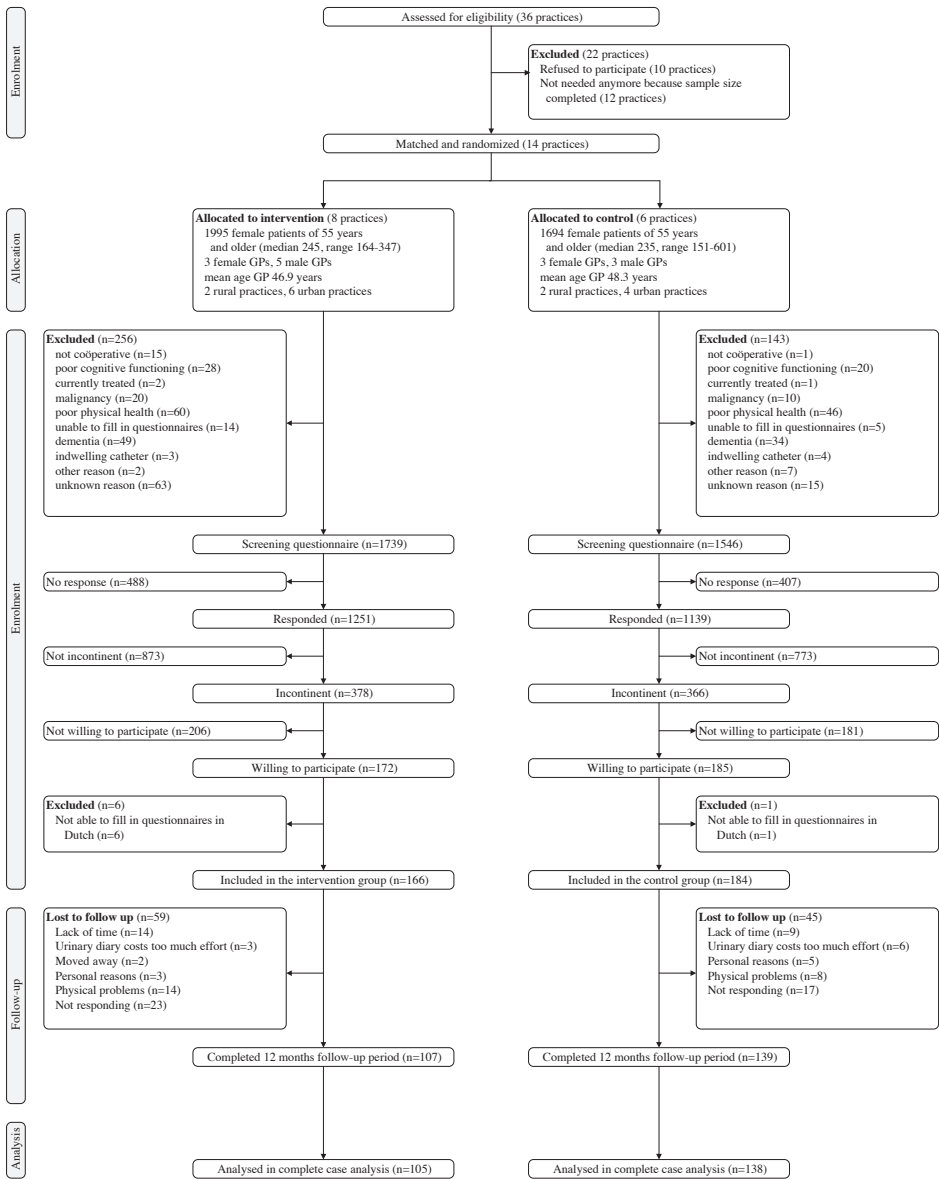 Enrolment
Assessed for eligibility (36 practices)
Excluded (22 practices)
Refused to participate (10 practices)
Not needed anymore because sample size
completed (12 practices)
Matched and randomized (14 practices)
Allocation
Allocated to intervention (8 practices)
1995 female patients of 55 years
and older (median 245, range 164-347)
3 female GPs, 5 male GPs
mean age GP 46.9 years
2 rural practices, 6 urban practices
Allocated to control (6 practices)
1694 female patients of 55 years
and older (median 235, range 151-601)
3 female GPs, 3 male GPs
mean age GP 48.3 years
2 rural practices, 4 urban practices
Enrolment
Excluded (n=256)
not coöperative (n=15)
poor cognitive functioning (n=28)
currently treated (n=2)
malignancy (n=20)
poor physical health (n=60)
unable to fill in questionnaires (n=14)
dementia (n=49)
indwelling catheter (n=3)
other reason (n=2)
unknown reason (n=63)
Excluded (n=143)
not coöperative (n=1)
poor cognitive functioning (n=20)
currently treated (n=1)
malignancy (n=10)
poor physical health (n=46)
unable to fill in questionnaires (n=5)
dementia (n=34)
indwelling catheter (n=4)
other reason (n=7)
unknown reason (n=15)
Screening questionnaire (n=1739)
Screening questionnaire (n=1546)
No response (n=488)
No response (n=407)
Responded (n=1251)
Responded (n=1139)
Not incontinent (n=873)
Not incontinent (n=773)
Incontinent (n=378)
Incontinent (n=366)
Not willing to participate (n=206)
Not willing to participate (n=181)
Willing to participate (n=172)
Willing to participate (n=185)
Excluded (n=6)
Not able to fill in questionnaires in
Dutch (n=6)
Excluded (n=1)
Not able to fill in questionnaires in
Dutch (n=1)
Included in the intervention group (n=166)
Included in the control group (n=184)
Follow-up
Lost to follow up (n=59)
Lack of time (n=14)
Urinary diary costs too much effort (n=3)
Moved away (n=2)
Personal reasons (n=3)
Physical problems (n=14)
Not responding (n=23)
Lost to follow up (n=45)
Lack of time (n=9)
Urinary diary costs too much effort (n=6)
Personal reasons (n=5)
Physical problems (n=8)
Not responding (n=17)
Completed 12 months follow-up period (n=107)
Completed 12 months follow-up period (n=139)
Analysis
Analysed in complete case analysis (n=105)
Analysed in complete case analysis (n=138)